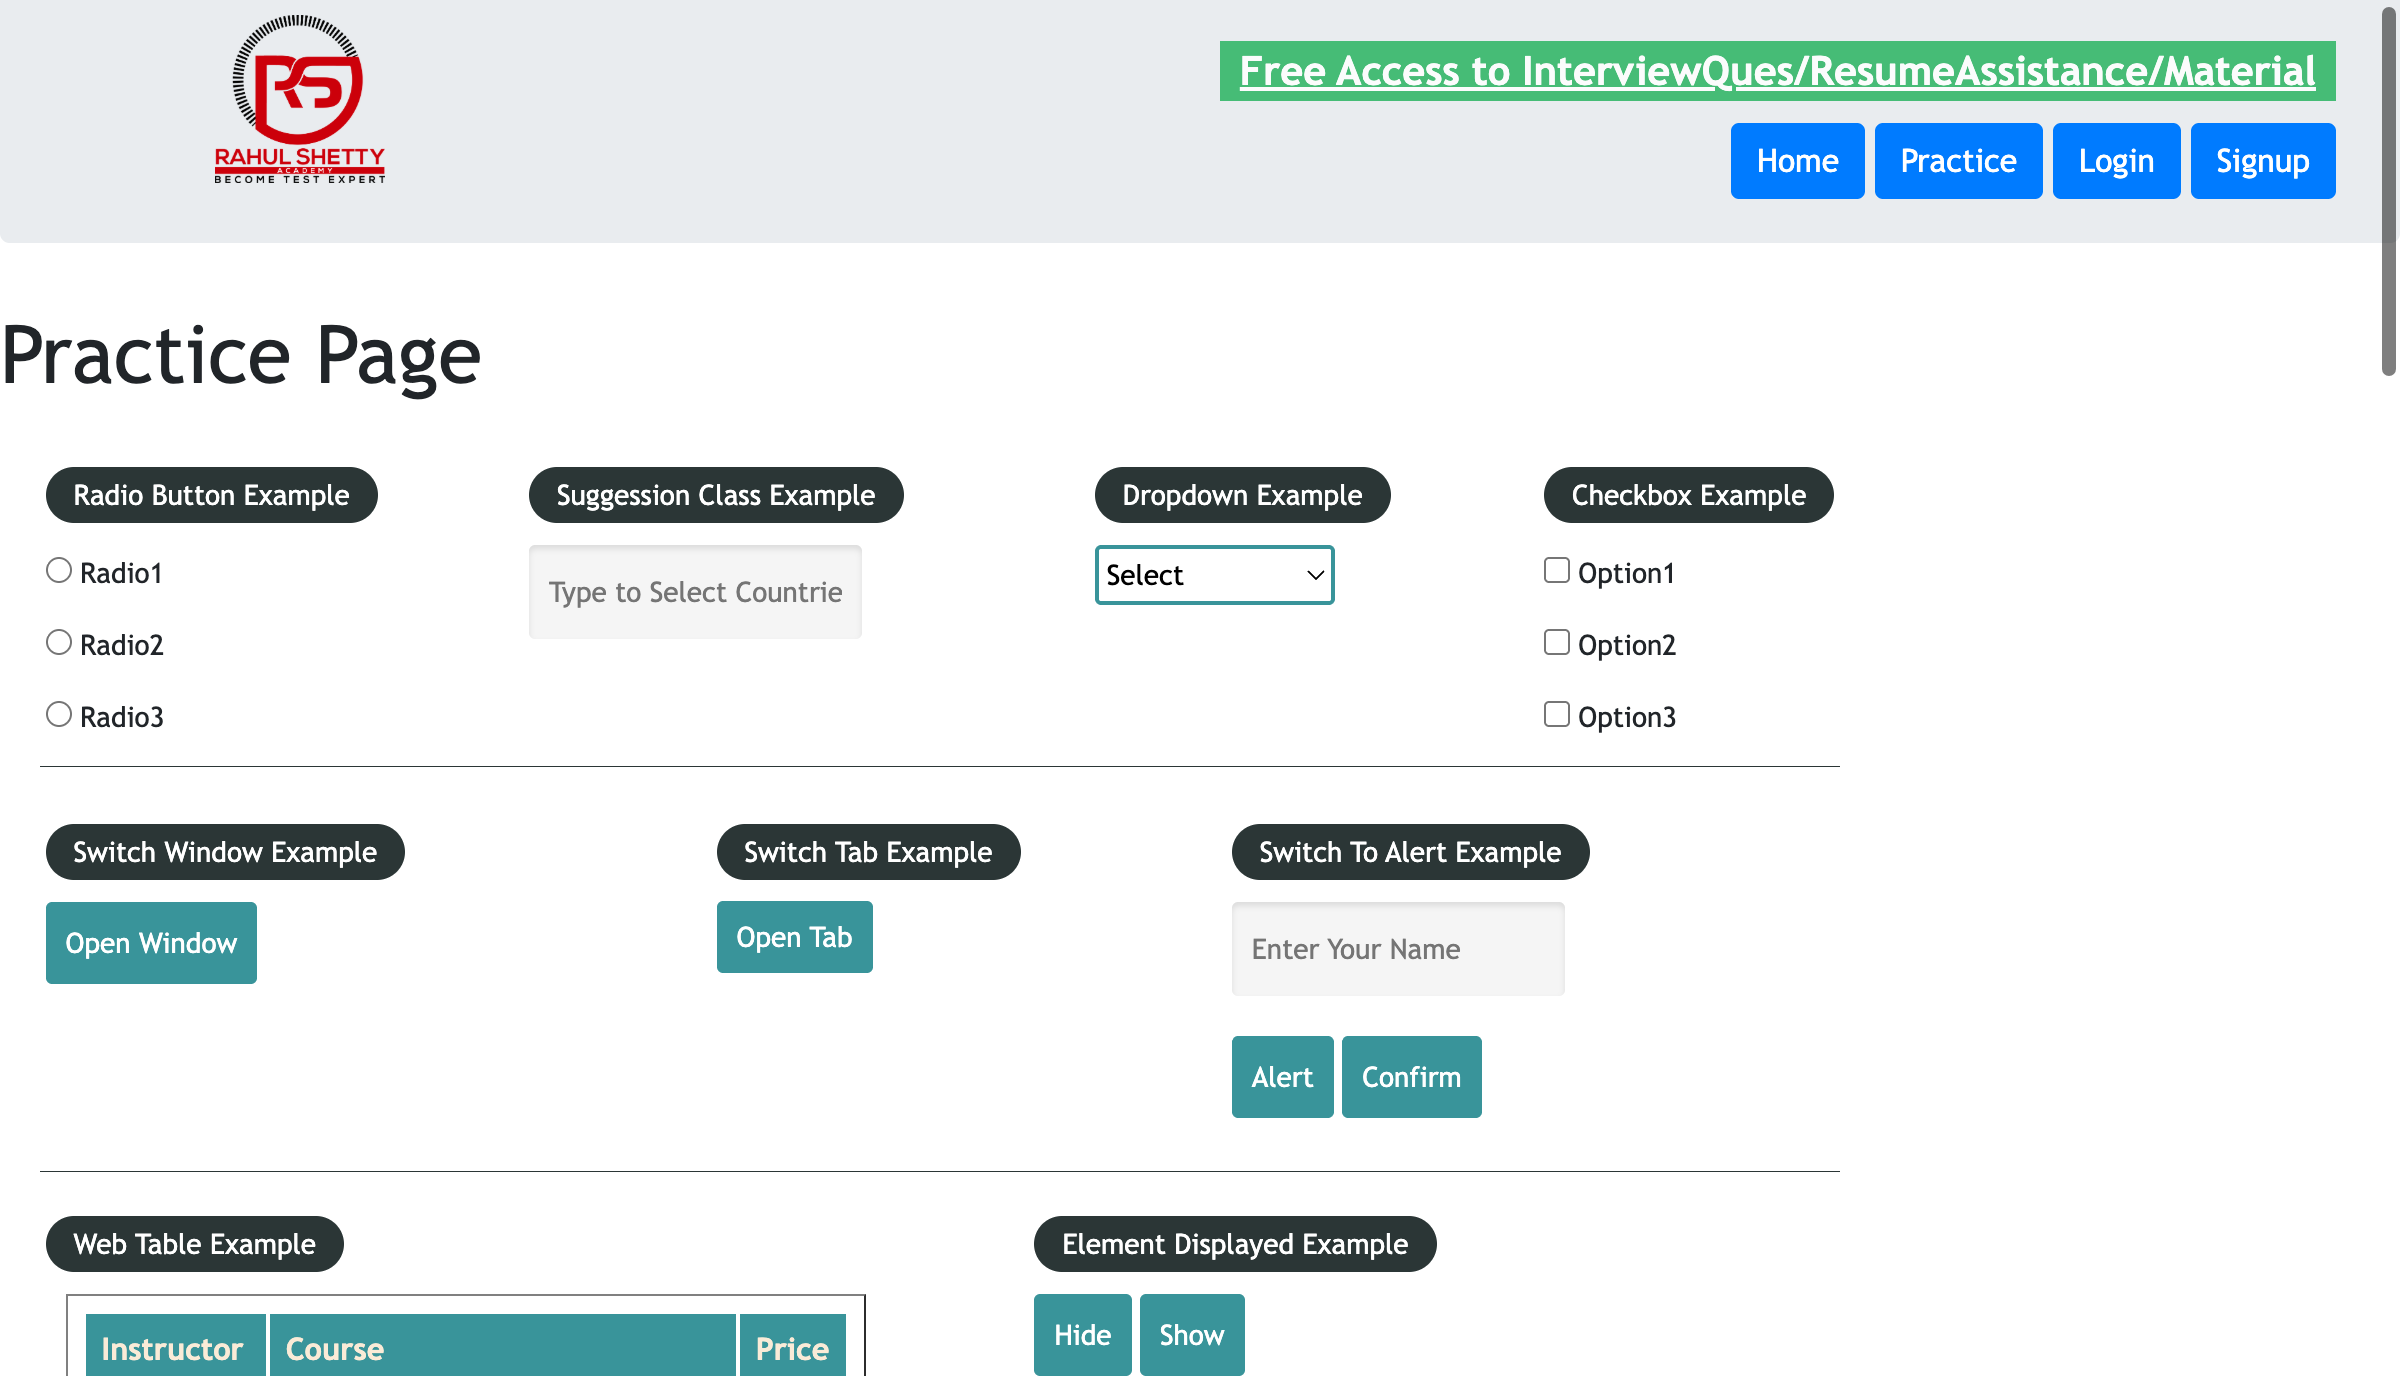 RAHUL SHETTY
ACADEMY
BECOME TEST EXPERT
Free Access to InterviewQues/ResumeAssistance/Material
Home Practice Login Signup
Practice Page
Radio Button Example
Radio1
Radio2
Radio3
Suggession Class Example
Type to Select Countrie
Dropdown Example
Select
Checkbox Example
Option1
Option2
Option3
Switch Window Example
Open Window
Switch Tab Example
Open Tab
Switch To Alert Example
Enter Your Name
Alert Confirm
Web Table Example
Instructor Course Price
Element Displayed Example
Hide Show